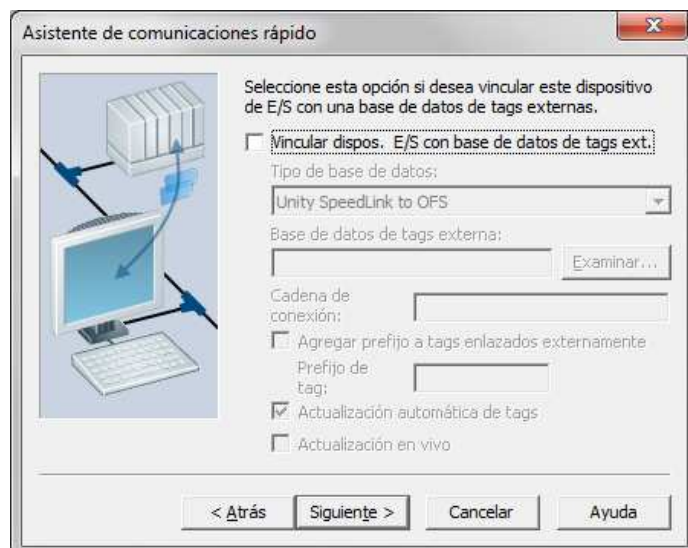 Asistente de comunicaciones rápido
Seleccione esta opción si desea vincular este dispositivo
de E/S con una base de datos de tags externas.
Vincular dispos. E/S con base de datos de tags ext.
Tipo de base de datos:
Unity SpeedLink to OFS
Base de datos de tags externa:
Examinar...
Cadena de
conexión:
Agregar prefijo a tags enlazados externamente
Prefijo de
tag:
Actualización automática de tags
Actualización en vivo
< Atrás
Siguiente >
Cancelar
Ayuda